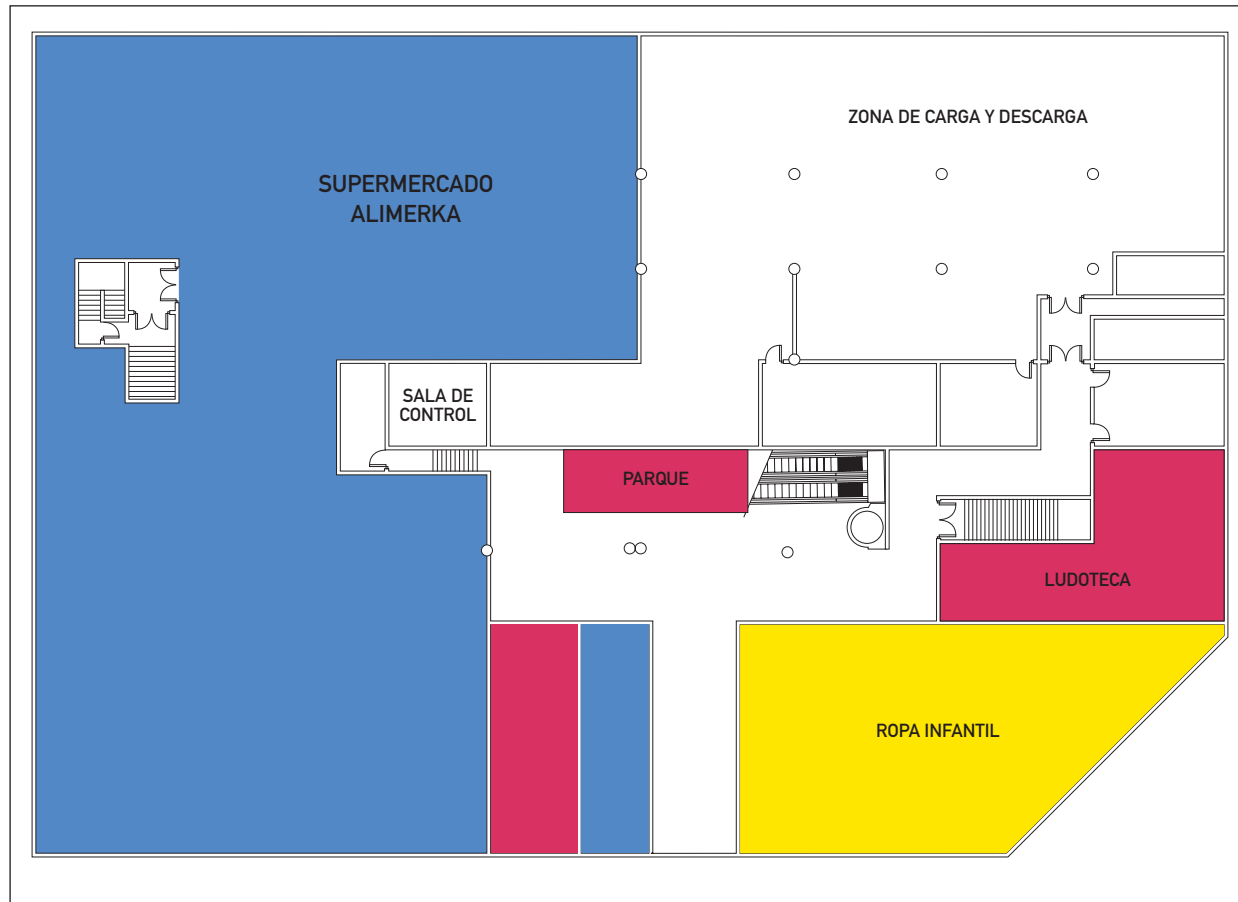 ZONA DE CARGA Y DESCARGA
SUPERMERCADO
ALIMERKA
SALA DE
CONTROL
PARQUE
LUDOTECA
ROPA INFANTIL